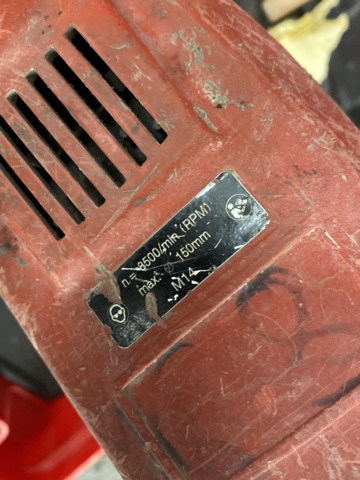 n = 8500/min (RPM)
max. ⌀ 150mm
M14